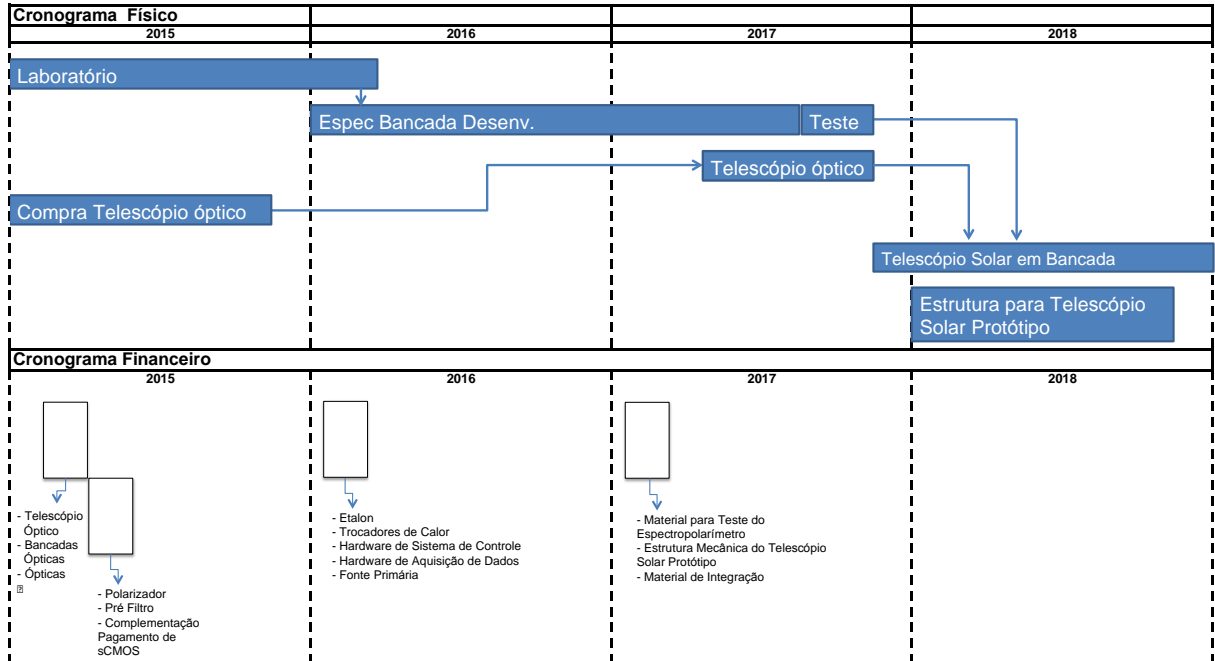 Cronograma Físico
2015 2016 2017 2018
Laboratório
Espec Bancada Desenv. Teste
Telescópio óptico
Compra Telescópio óptico
Telescópio Solar em Bancada
Estrutura para Telescópio
Solar Protótipo
Cronograma Financeiro
2015 2016 2017 2018
- Telescópio
Óptico
- Bancadas
Ópticas
- Ópticas
- Polarizador
- Pré Filtro
- Complementação
Pagamento de
sCMOS
- Etalon
- Trocadores de Calor
- Hardware de Sistema de Controle
- Hardware de Aquisição de Dados
- Fonte Primária
- Material para Teste do
Espectropolarímetro
- Estrutura Mecânica do Telescópio
Solar Protótipo
- Material de Integração